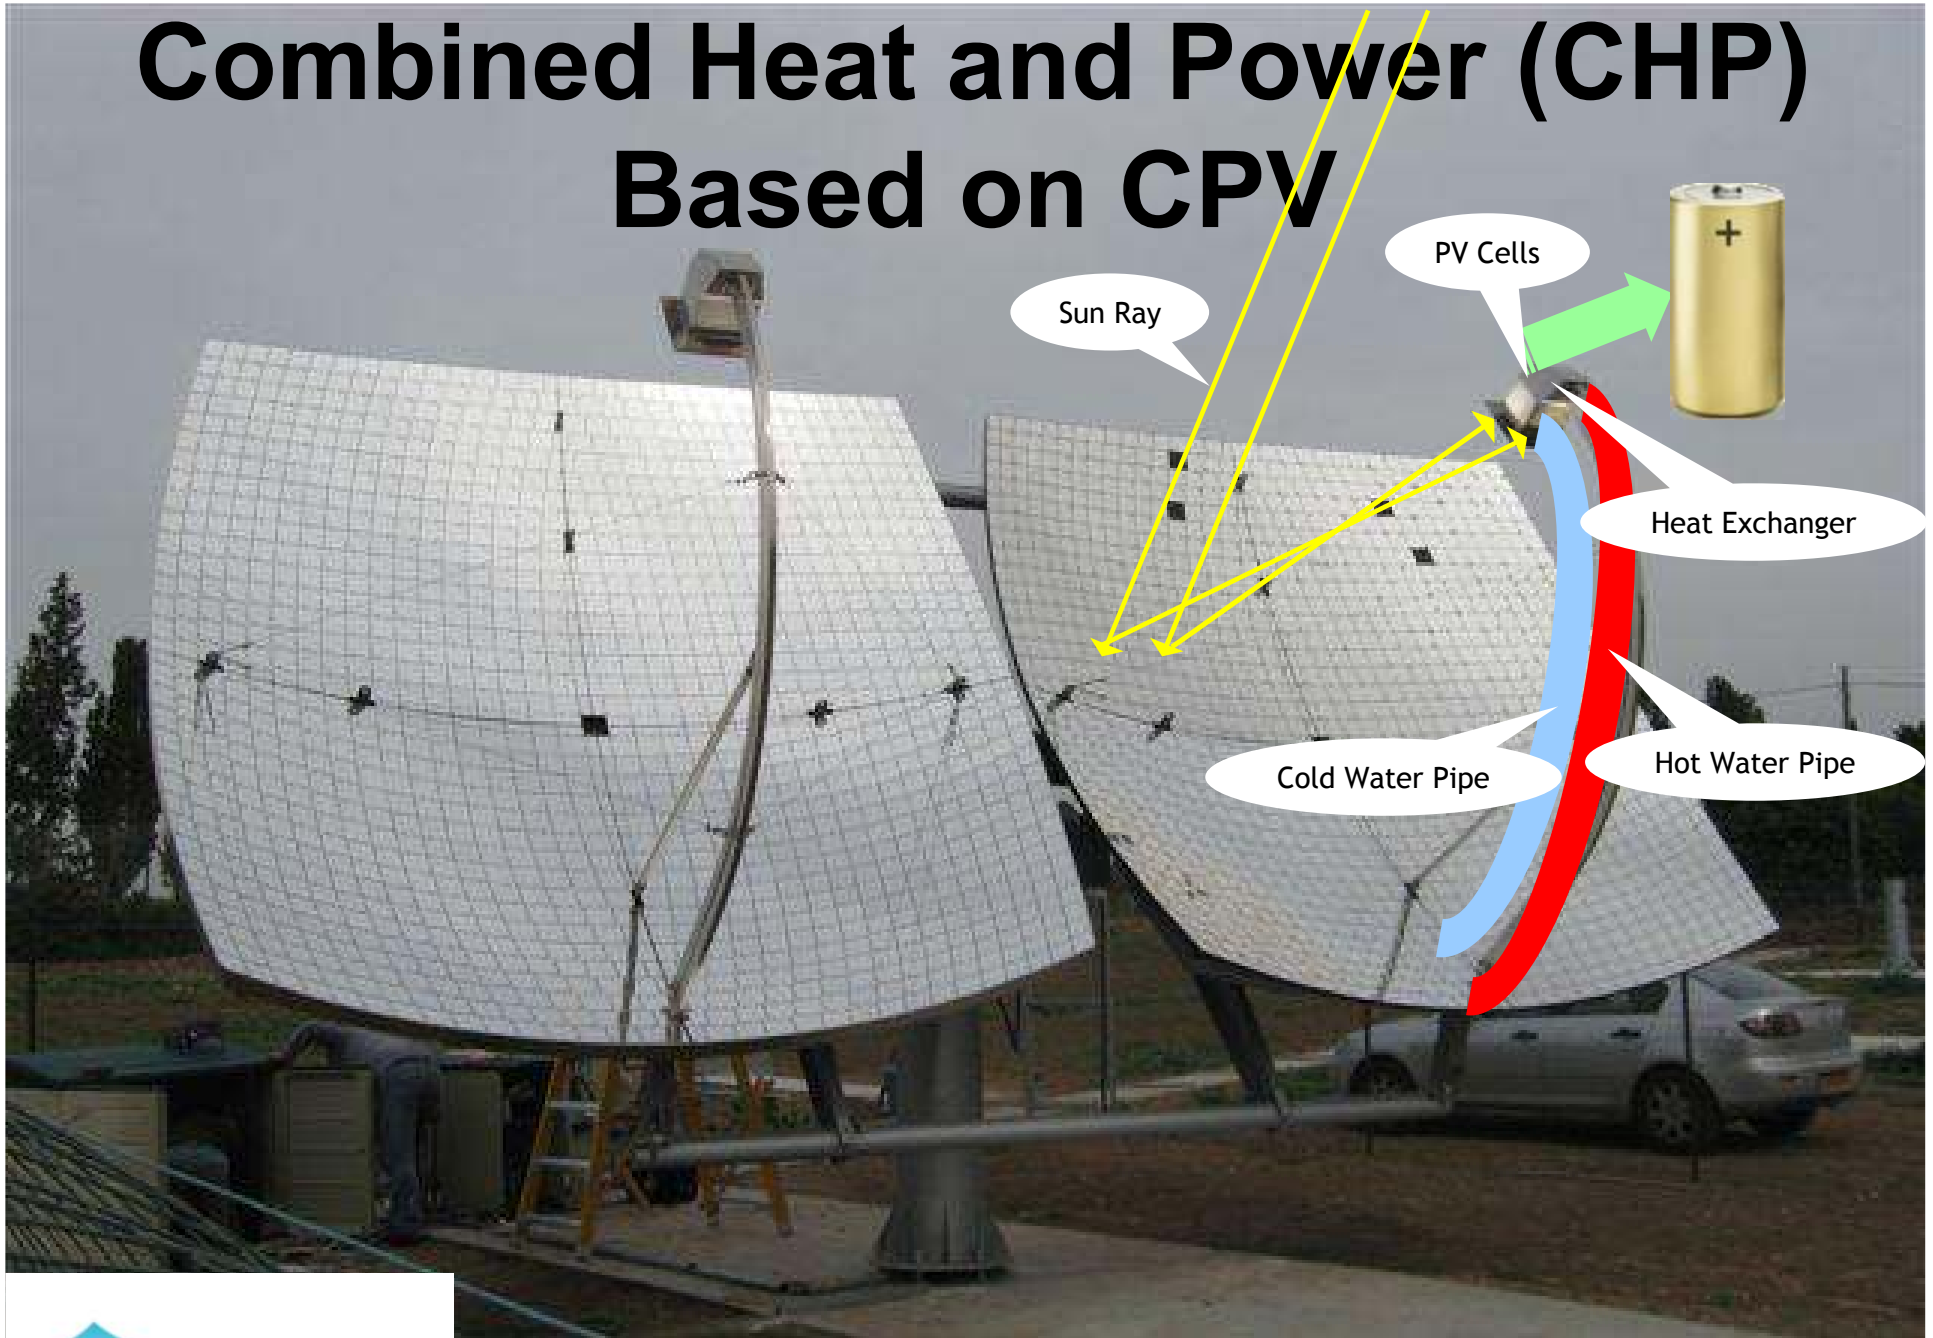 Combined Heat and Power (CHP)
Based on CPV
PV Cells
+
Sun Ray
Heat Exchanger
Hot Water Pipe
Cold Water Pipe